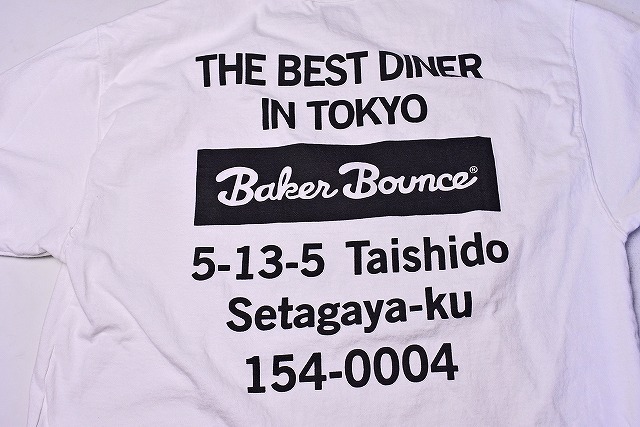 THE BEST DINER
IN TOKYO
Baker Bounce®
5-13-5 Taishido
Setagaya-ku
154-0004